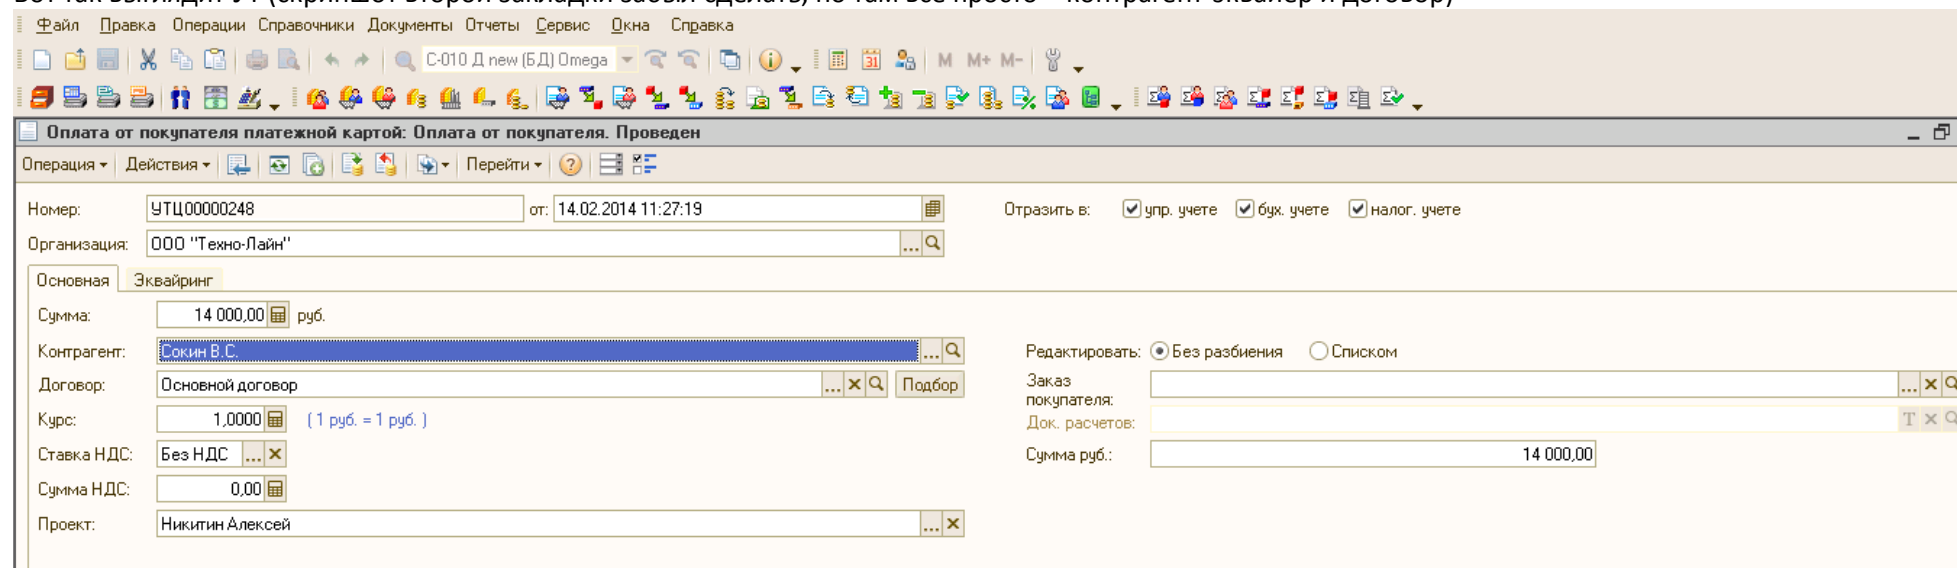 Файл Правка Операции Справочники Документы Отчеты Сервис Окна Справка
С-010 Д new (БД) Omega
M M+ M-
Оплата от покупателя платежной картой: Оплата от покупателя. Проведен
Операция Действия Перейти
Номер: УТЦ00000248 от: 14.02.2014 11:27:19 Отразить в: упр. учете бух. учете налог. учете
Организация: ООО "Техно-Лайн"
Основная Эквайринг
Сумма: 14 000,00 руб.
Контрагент: Сокин В.С. Редактировать: Без разбиения Списком
Договор: Основной договор Подбор Заказ покупателя:
Курс: 1,0000 ( 1 руб. = 1 руб. ) Док. расчетов: T
Ставка НДС: Без НДС Сумма руб.: 14 000,00
Сумма НДС: 0,00
Проект: Никитин Алексей